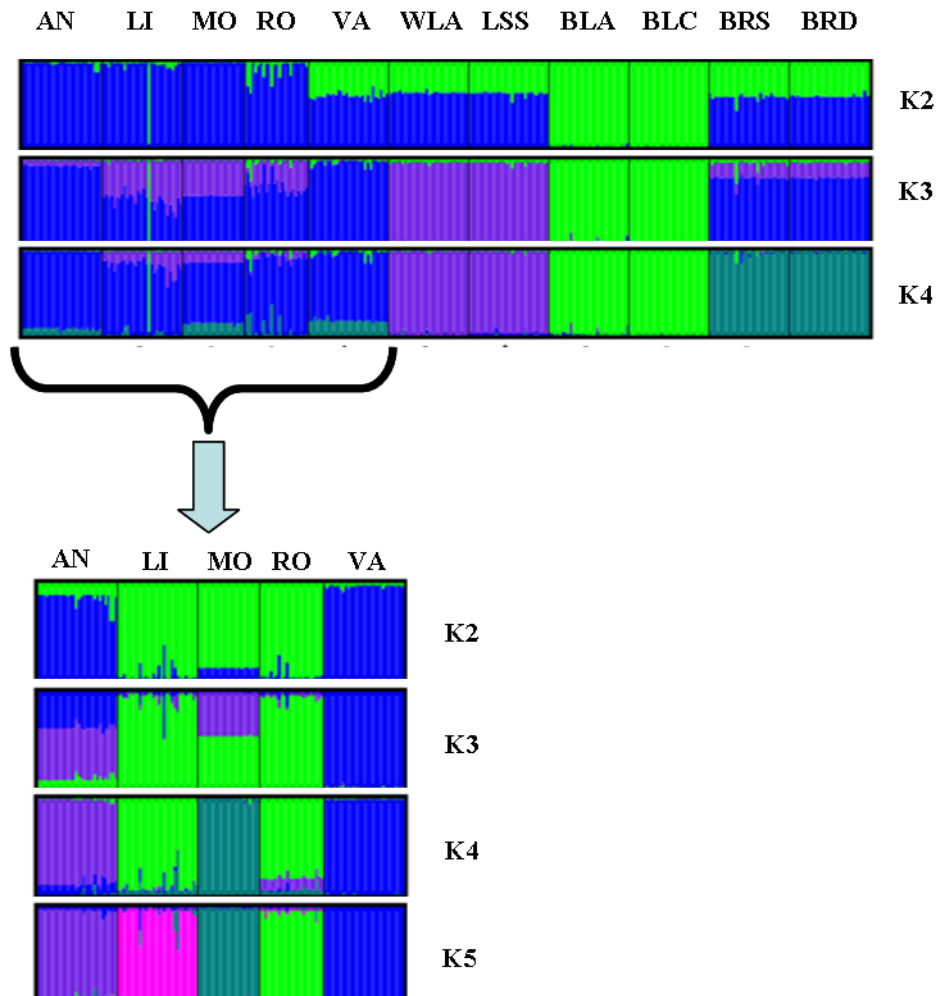 AN LI MO RO VA WLA LSS BLA BLC BRS BRD
K2
K3
K4
AN LI MO RO VA
K2
K3
K4
K5